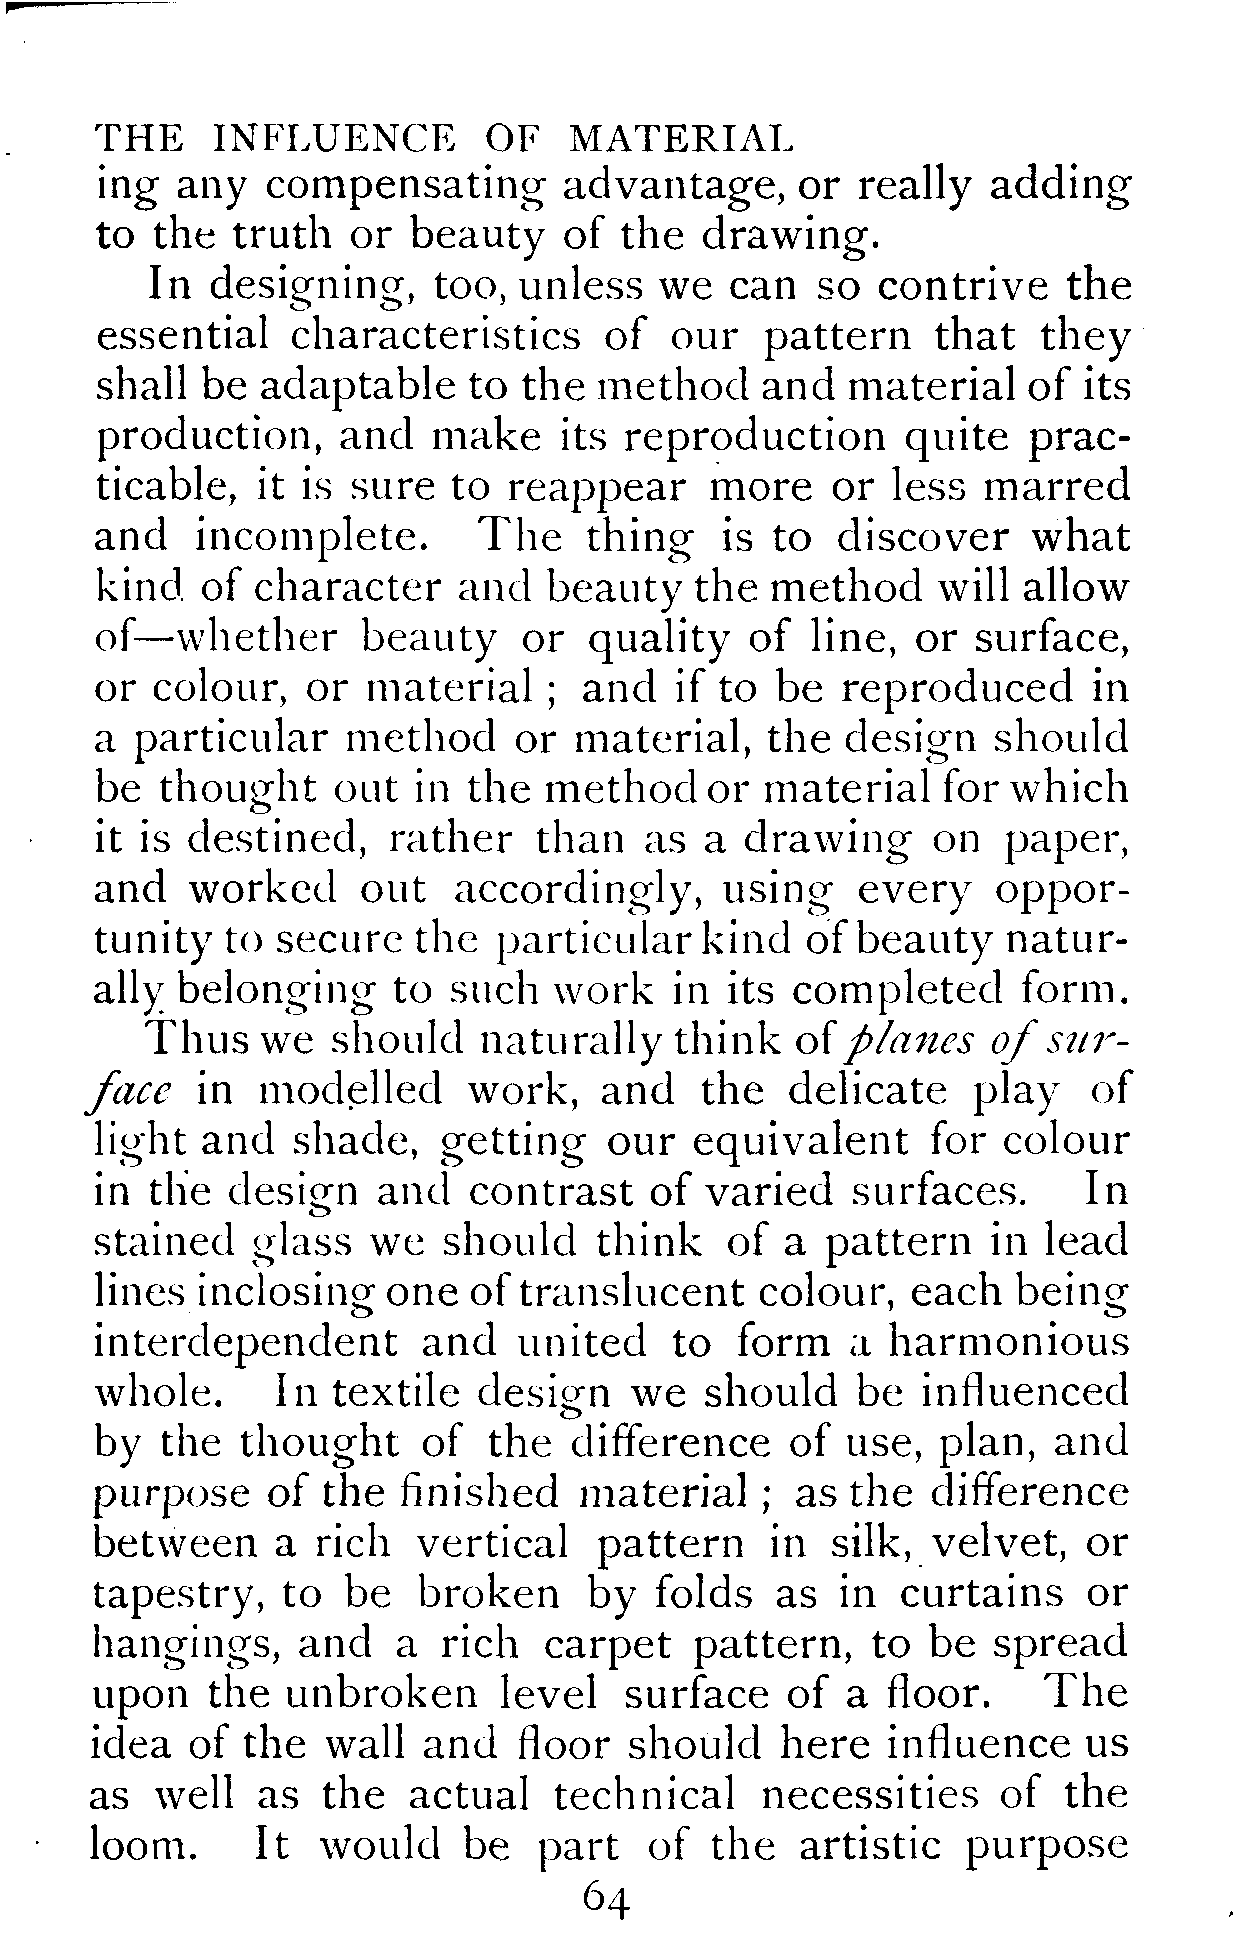 THE INFLUENCE OF MATERIAL
ing any compensating advantage, or really adding
to the truth or beauty of the drawing.
In designing, too, unless we can so contrive the
essential characteristics of our pattern that they
shall be adaptable to the method and material of its
production, and make its reproduction quite prac-
ticable, it is sure to reappear more or less marred
and incomplete. The thing is to discover what
kind of character and beauty the method will allow
of—whether beauty or quality of line, or surface,
or colour, or material ; and if to be reproduced in
a particular method or material, the design should
be thought out in the method or material for which
it is destined, rather than as a drawing on paper,
and worked out accordingly, using every oppor-
tunity to secure the particular kind of beauty natur-
ally belonging to such work in its completed form.
Thus we should naturally think of planes of sur-
face in modelled work, and the delicate play of
light and shade, getting our equivalent for colour
in the design and contrast of varied surfaces. In
stained glass we should think of a pattern in lead
lines inclosing one of translucent colour, each being
interdependent and united to form a harmonious
whole. In textile design we should be influenced
by the thought of the difference of use, plan, and
purpose of the finished material ; as the difference
between a rich vertical pattern in silk, velvet, or
tapestry, to be broken by folds as in curtains or
hangings, and a rich carpet pattern, to be spread
upon the unbroken level surface of a floor. The
idea of the wall and floor should here influence us
as well as the actual technical necessities of the
loom. It would be part of the artistic purpose
64